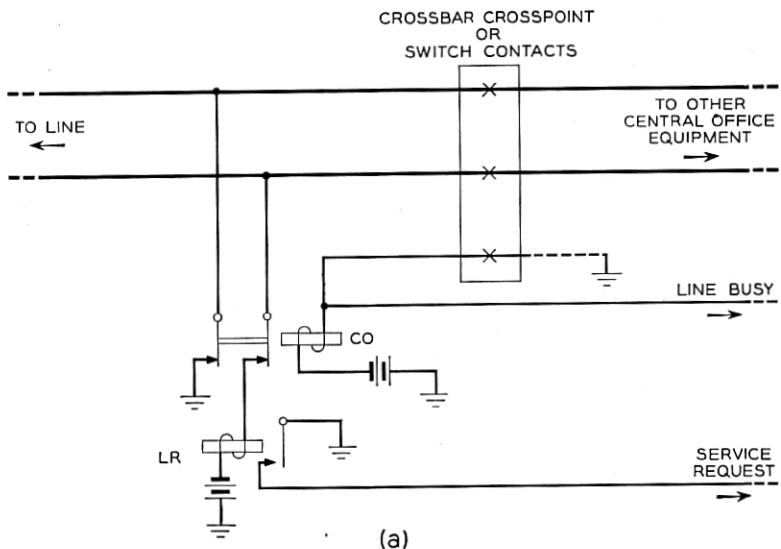 CROSSBAR CROSSPOINT
OR
SWITCH CONTACTS
TO LINE
TO OTHER
CENTRAL OFFICE
EQUIPMENT
LINE BUSY
CO
LR
SERVICE
REQUEST
(a)